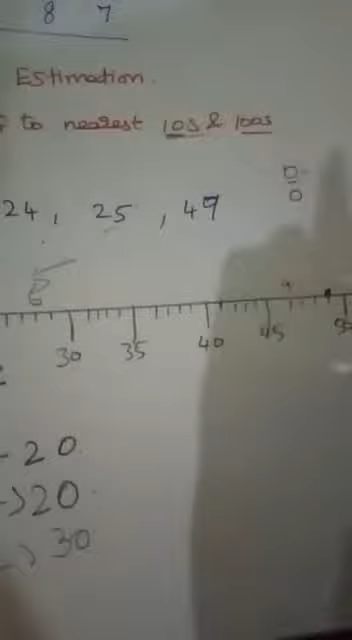 8 7
Estimation.
to nearest 10s & 100s
24, 25, 49
30 35 40 45
- 20
-> 20
-> 30